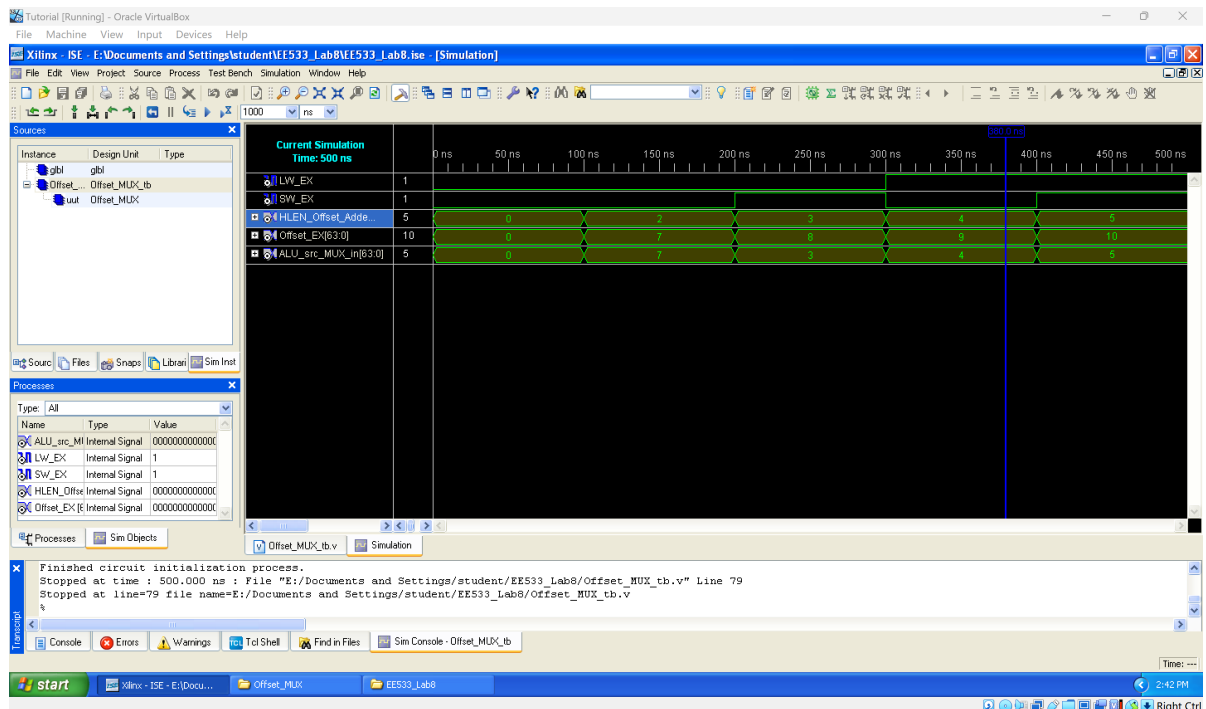 Tutorial [Running] - Oracle VirtualBox
File Machine View Input Devices Help
Xilinx - ISE - E:\Documents and Settings\student\EE533_Lab8\EE533_Lab8.ise - [Simulation]
File Edit View Project Source Process Test Bench Simulation Window Help
1000 ns
Sources
Instance Design Unit Type
glbl glbl
Offset_... Offset_MUX_tb
uut Offset_MUX
Sourc Files Snaps Librari Sim Inst
Processes
Type: All
Name Type Value
ALU_src_MI Internal Signal 0000000000000
LW_EX Internal Signal 1
SW_EX Internal Signal 1
HLEN_Offse Internal Signal 0000000000000
Offset_EX [6 Internal Signal 0000000000000
Processes Sim Objects
Current Simulation
Time: 500 ns
380.0 ns
0 ns 50 ns 100 ns 150 ns 200 ns 250 ns 300 ns 350 ns 400 ns 450 ns 500 ns
LW_EX 1
SW_EX 1
HLEN_Offset_Adde... 5 0 2 3 4 5
Offset_EX[63:0] 10 0 7 8 9 10
ALU_src_MUX_in[63:0] 5 0 7 3 4 5
Offset_MUX_tb.v Simulation
Finished circuit initialization process.
Stopped at time : 500.000 ns : File "E:/Documents and Settings/student/EE533_Lab8/Offset_MUX_tb.v" Line 79
Stopped at line=79 file name=E:/Documents and Settings/student/EE533_Lab8/Offset_MUX_tb.v
%
Transcript
Console Errors Warnings Tcl Shell Find in Files Sim Console - Offset_MUX_tb
Time: ---
start Xilinx - ISE - E:\Docu... Offset_MUX EE533_Lab8 2:42 PM
Right Ctrl